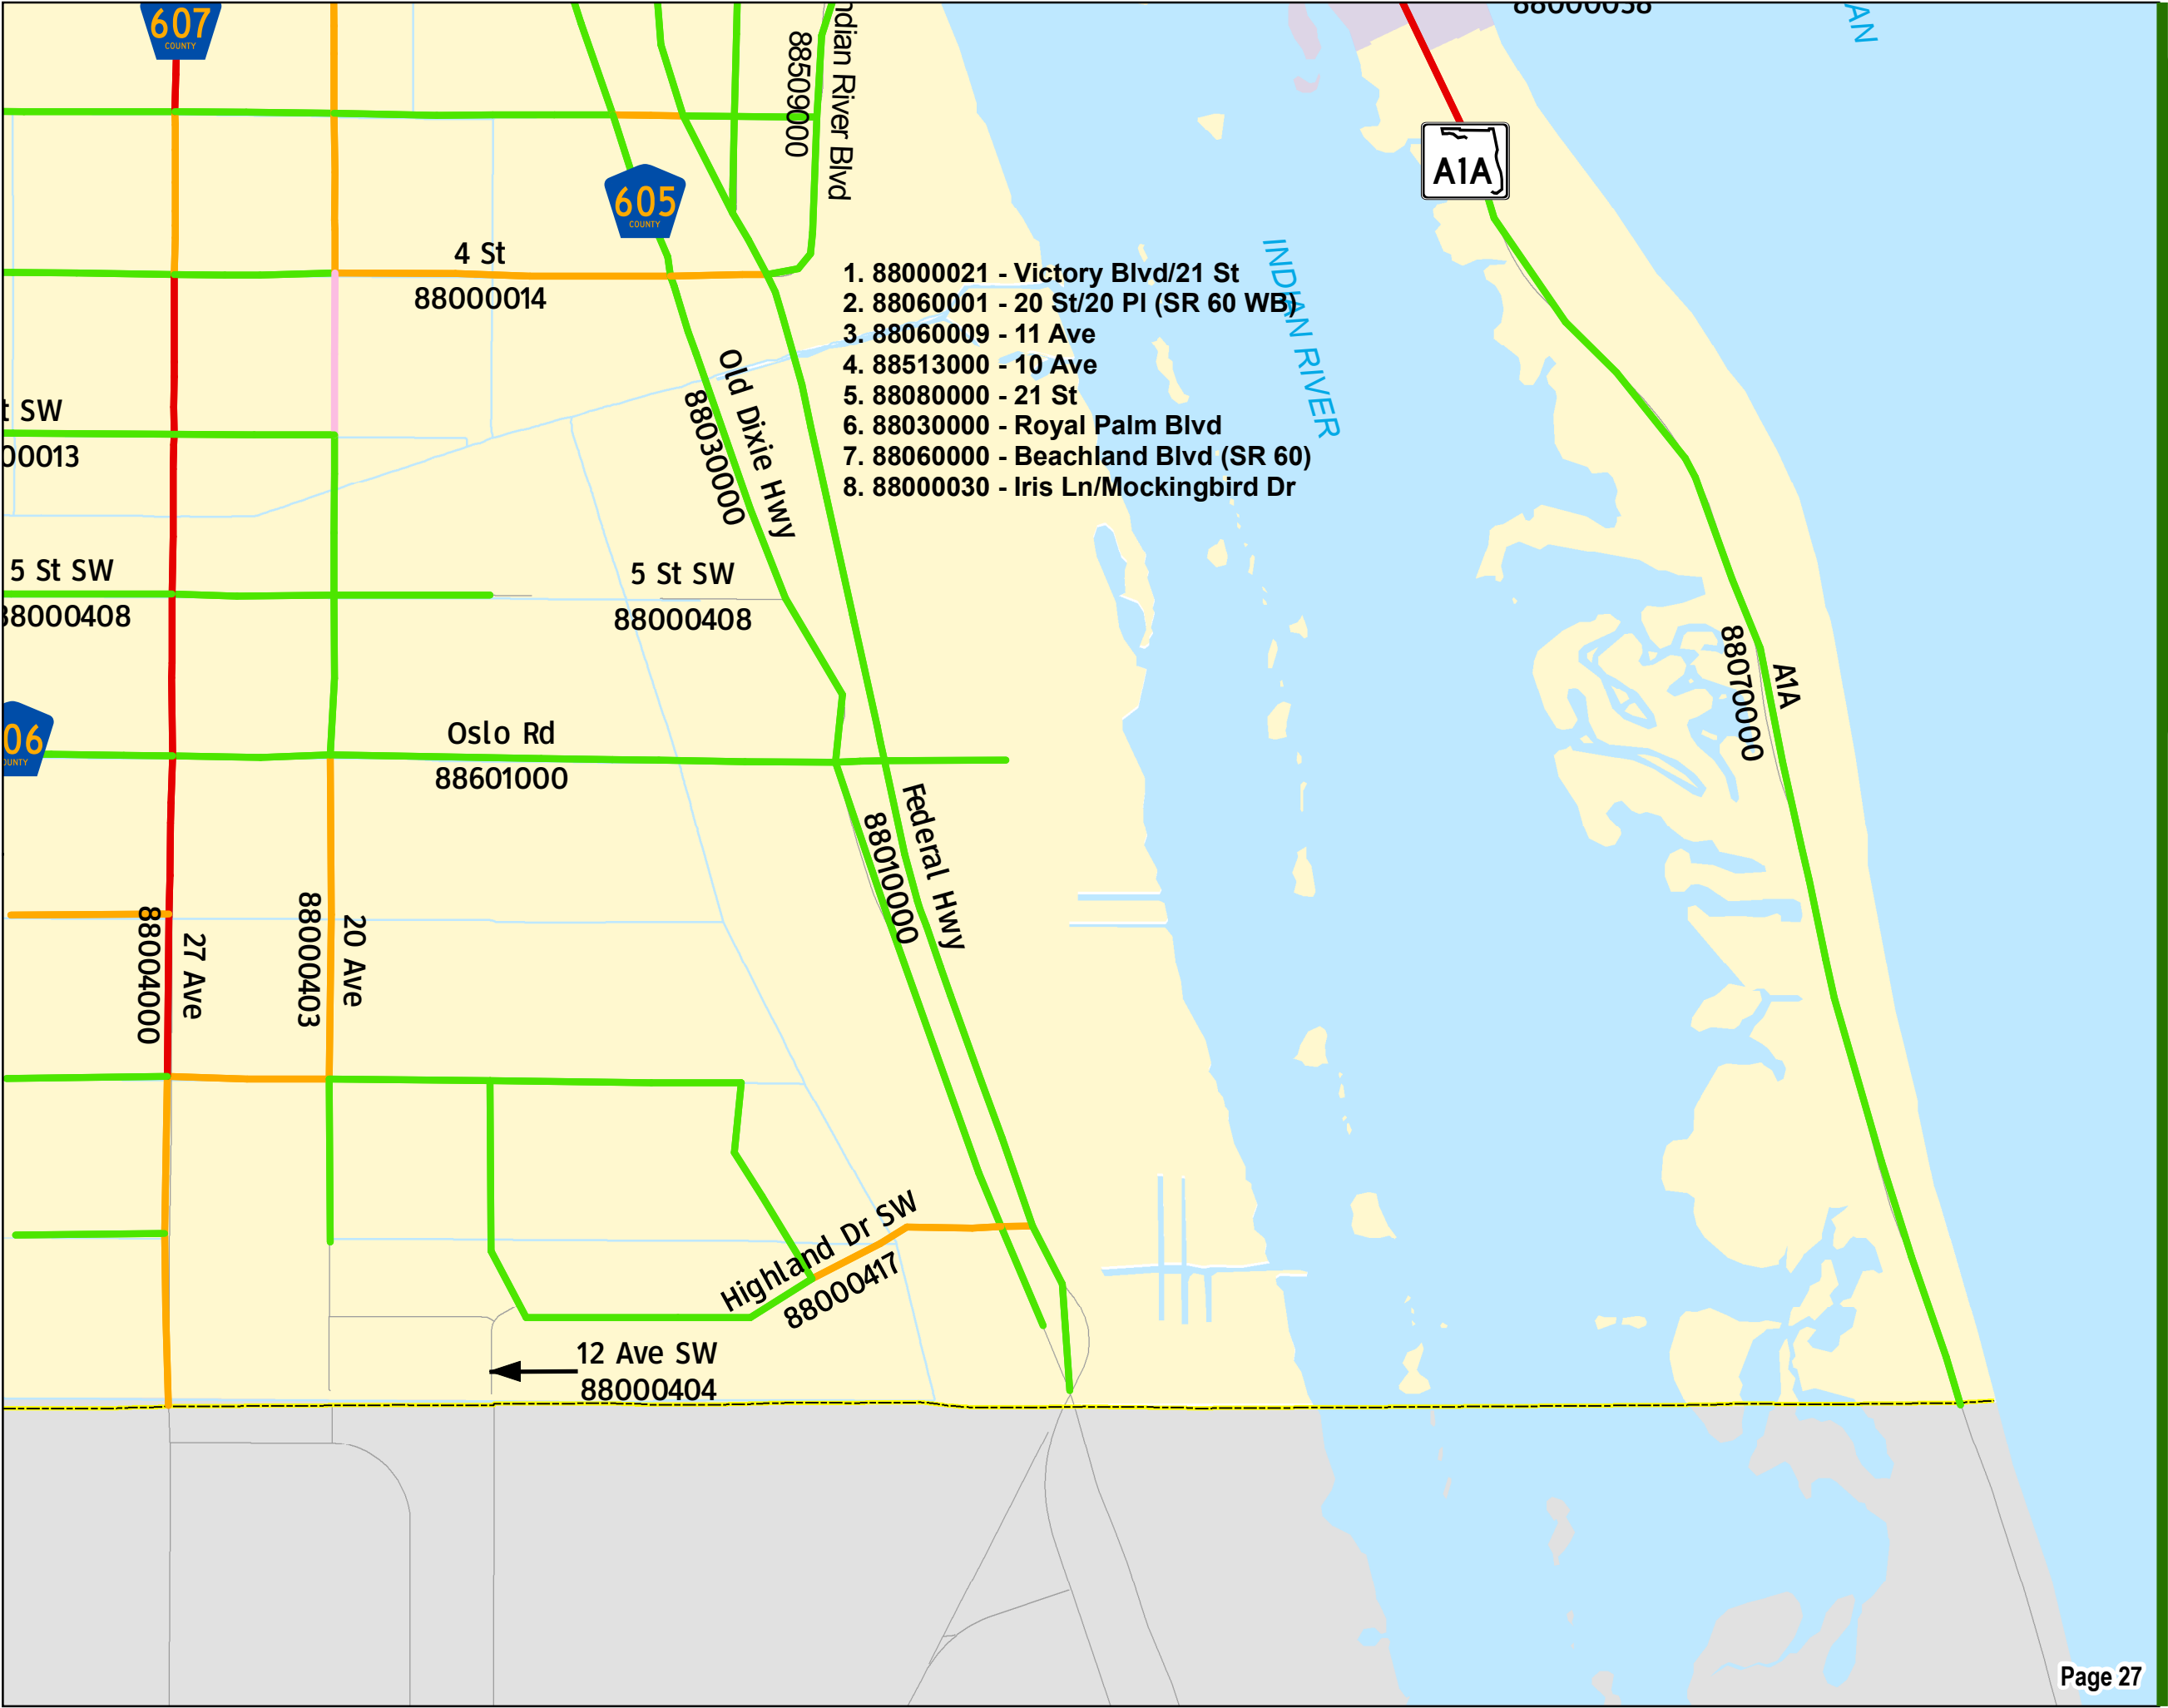 607
COUNTY
88509000
ndian River Blvd
88000038
AN
A1A
605
COUNTY
4 St
88000014
1. 88000021 - Victory Blvd/21 St
2. 88060001 - 20 St/20 Pl (SR 60 WB)
3. 88060009 - 11 Ave
4. 88513000 - 10 Ave
5. 88080000 - 21 St
6. 88030000 - Royal Palm Blvd
7. 88060000 - Beachland Blvd (SR 60)
8. 88000030 - Iris Ln/Mockingbird Dr
INDIAN RIVER
Old Dixie Hwy
88030000
t SW
00013
5 St SW
88000408
5 St SW
88000408
A1A
88070000
06
OUNTY
Oslo Rd
88601000
Federal Hwy
88010000
27 Ave
88004000
20 Ave
88000403
Highland Dr SW
88000417
12 Ave SW
88000404
Page 27